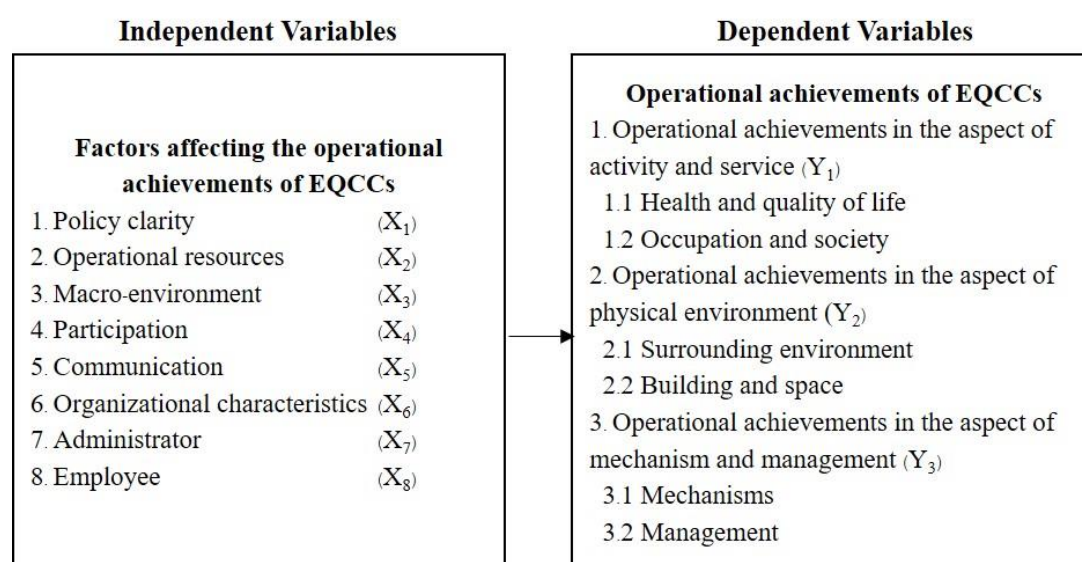 Independent Variables
Factors affecting the operational
achievements of EQCCs
1. Policy clarity (X₁)
2. Operational resources (X₂)
3. Macro-environment (X₃)
4. Participation (X₄)
5. Communication (X₅)
6. Organizational characteristics (X₆)
7. Administrator (X₇)
8. Employee (X₈)
Dependent Variables
Operational achievements of EQCCs
1. Operational achievements in the aspect of
activity and service (Y₁)
1.1 Health and quality of life
1.2 Occupation and society
2. Operational achievements in the aspect of
physical environment (Y₂)
2.1 Surrounding environment
2.2 Building and space
3. Operational achievements in the aspect of
mechanism and management (Y₃)
3.1 Mechanisms
3.2 Management